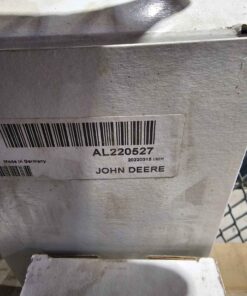 AL220527
Made in Germany
JOHN DEERE